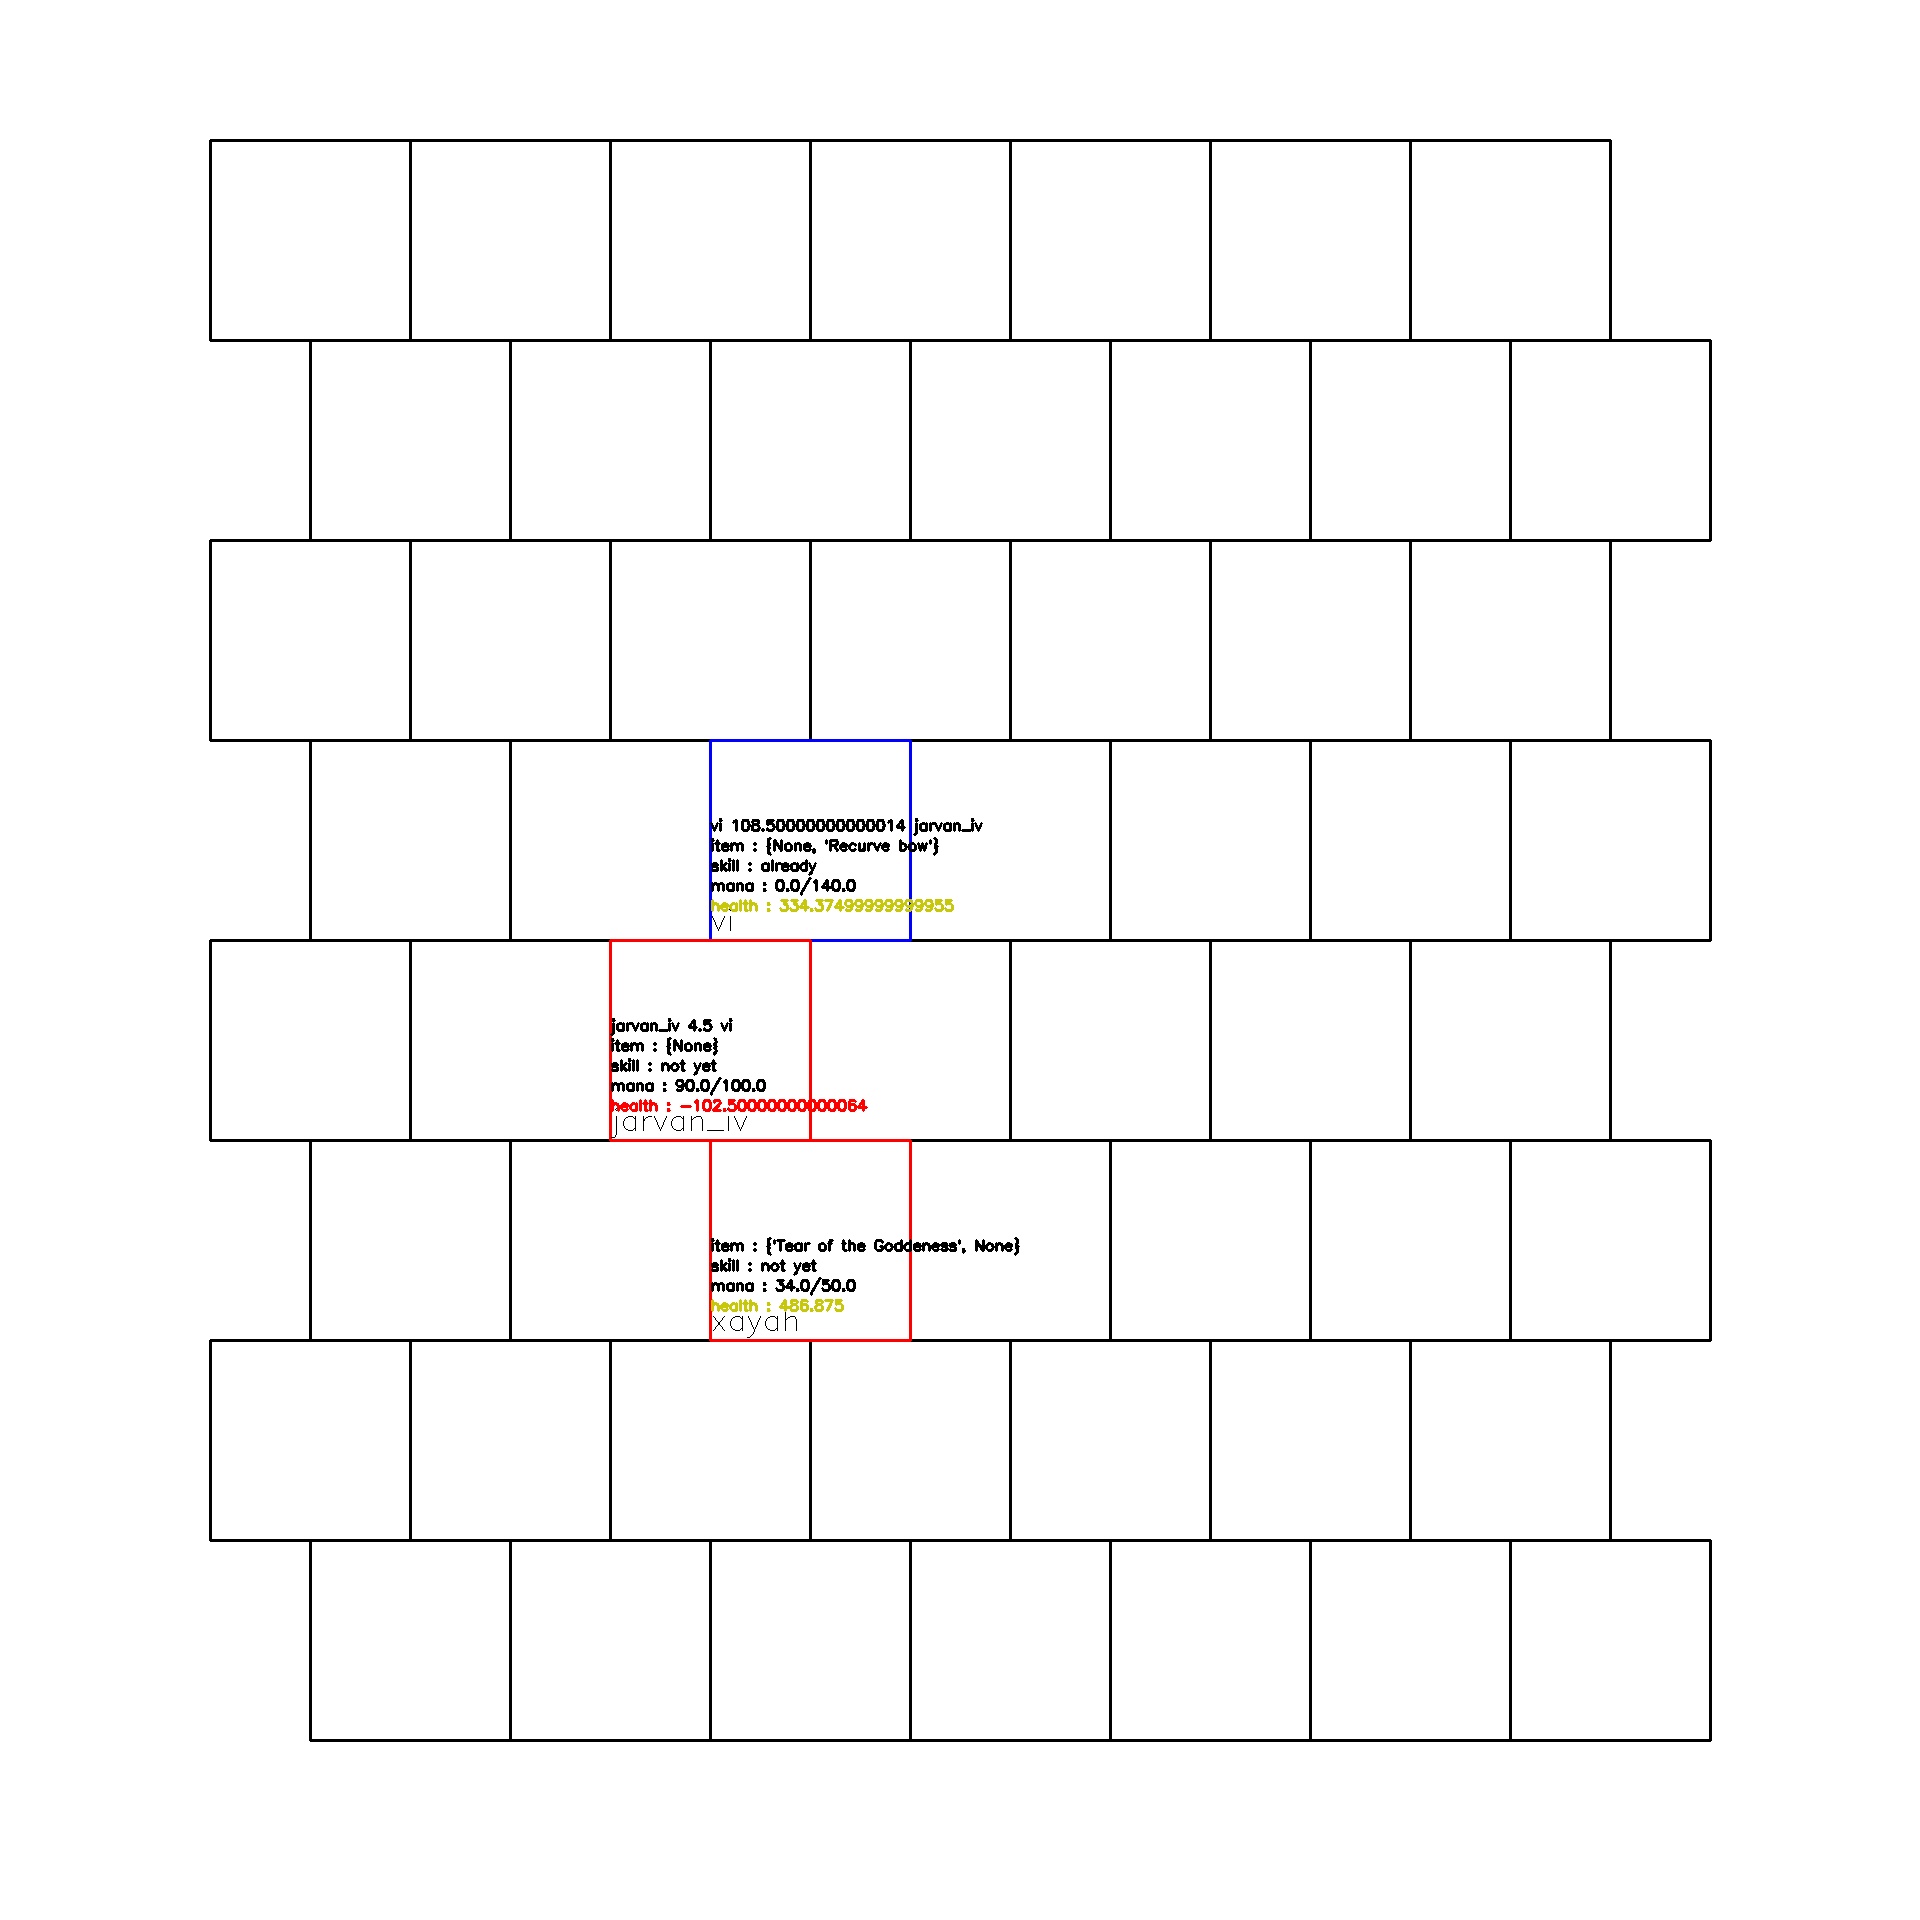 vi 108.50000000000014 jarvan_iv
item : {None, 'Recurve bow'}
skill : already
mana : 0.0/140.0
health : 334.37499999999955
vi
jarvan_iv 4.5 vi
item : {None}
skill : not yet
mana : 90.0/100.0
health : -102.50000000000064
jarvan_iv
item : {'Tear of the Goddeness', None}
skill : not yet
mana : 34.0/50.0
health : 486.875
xayah